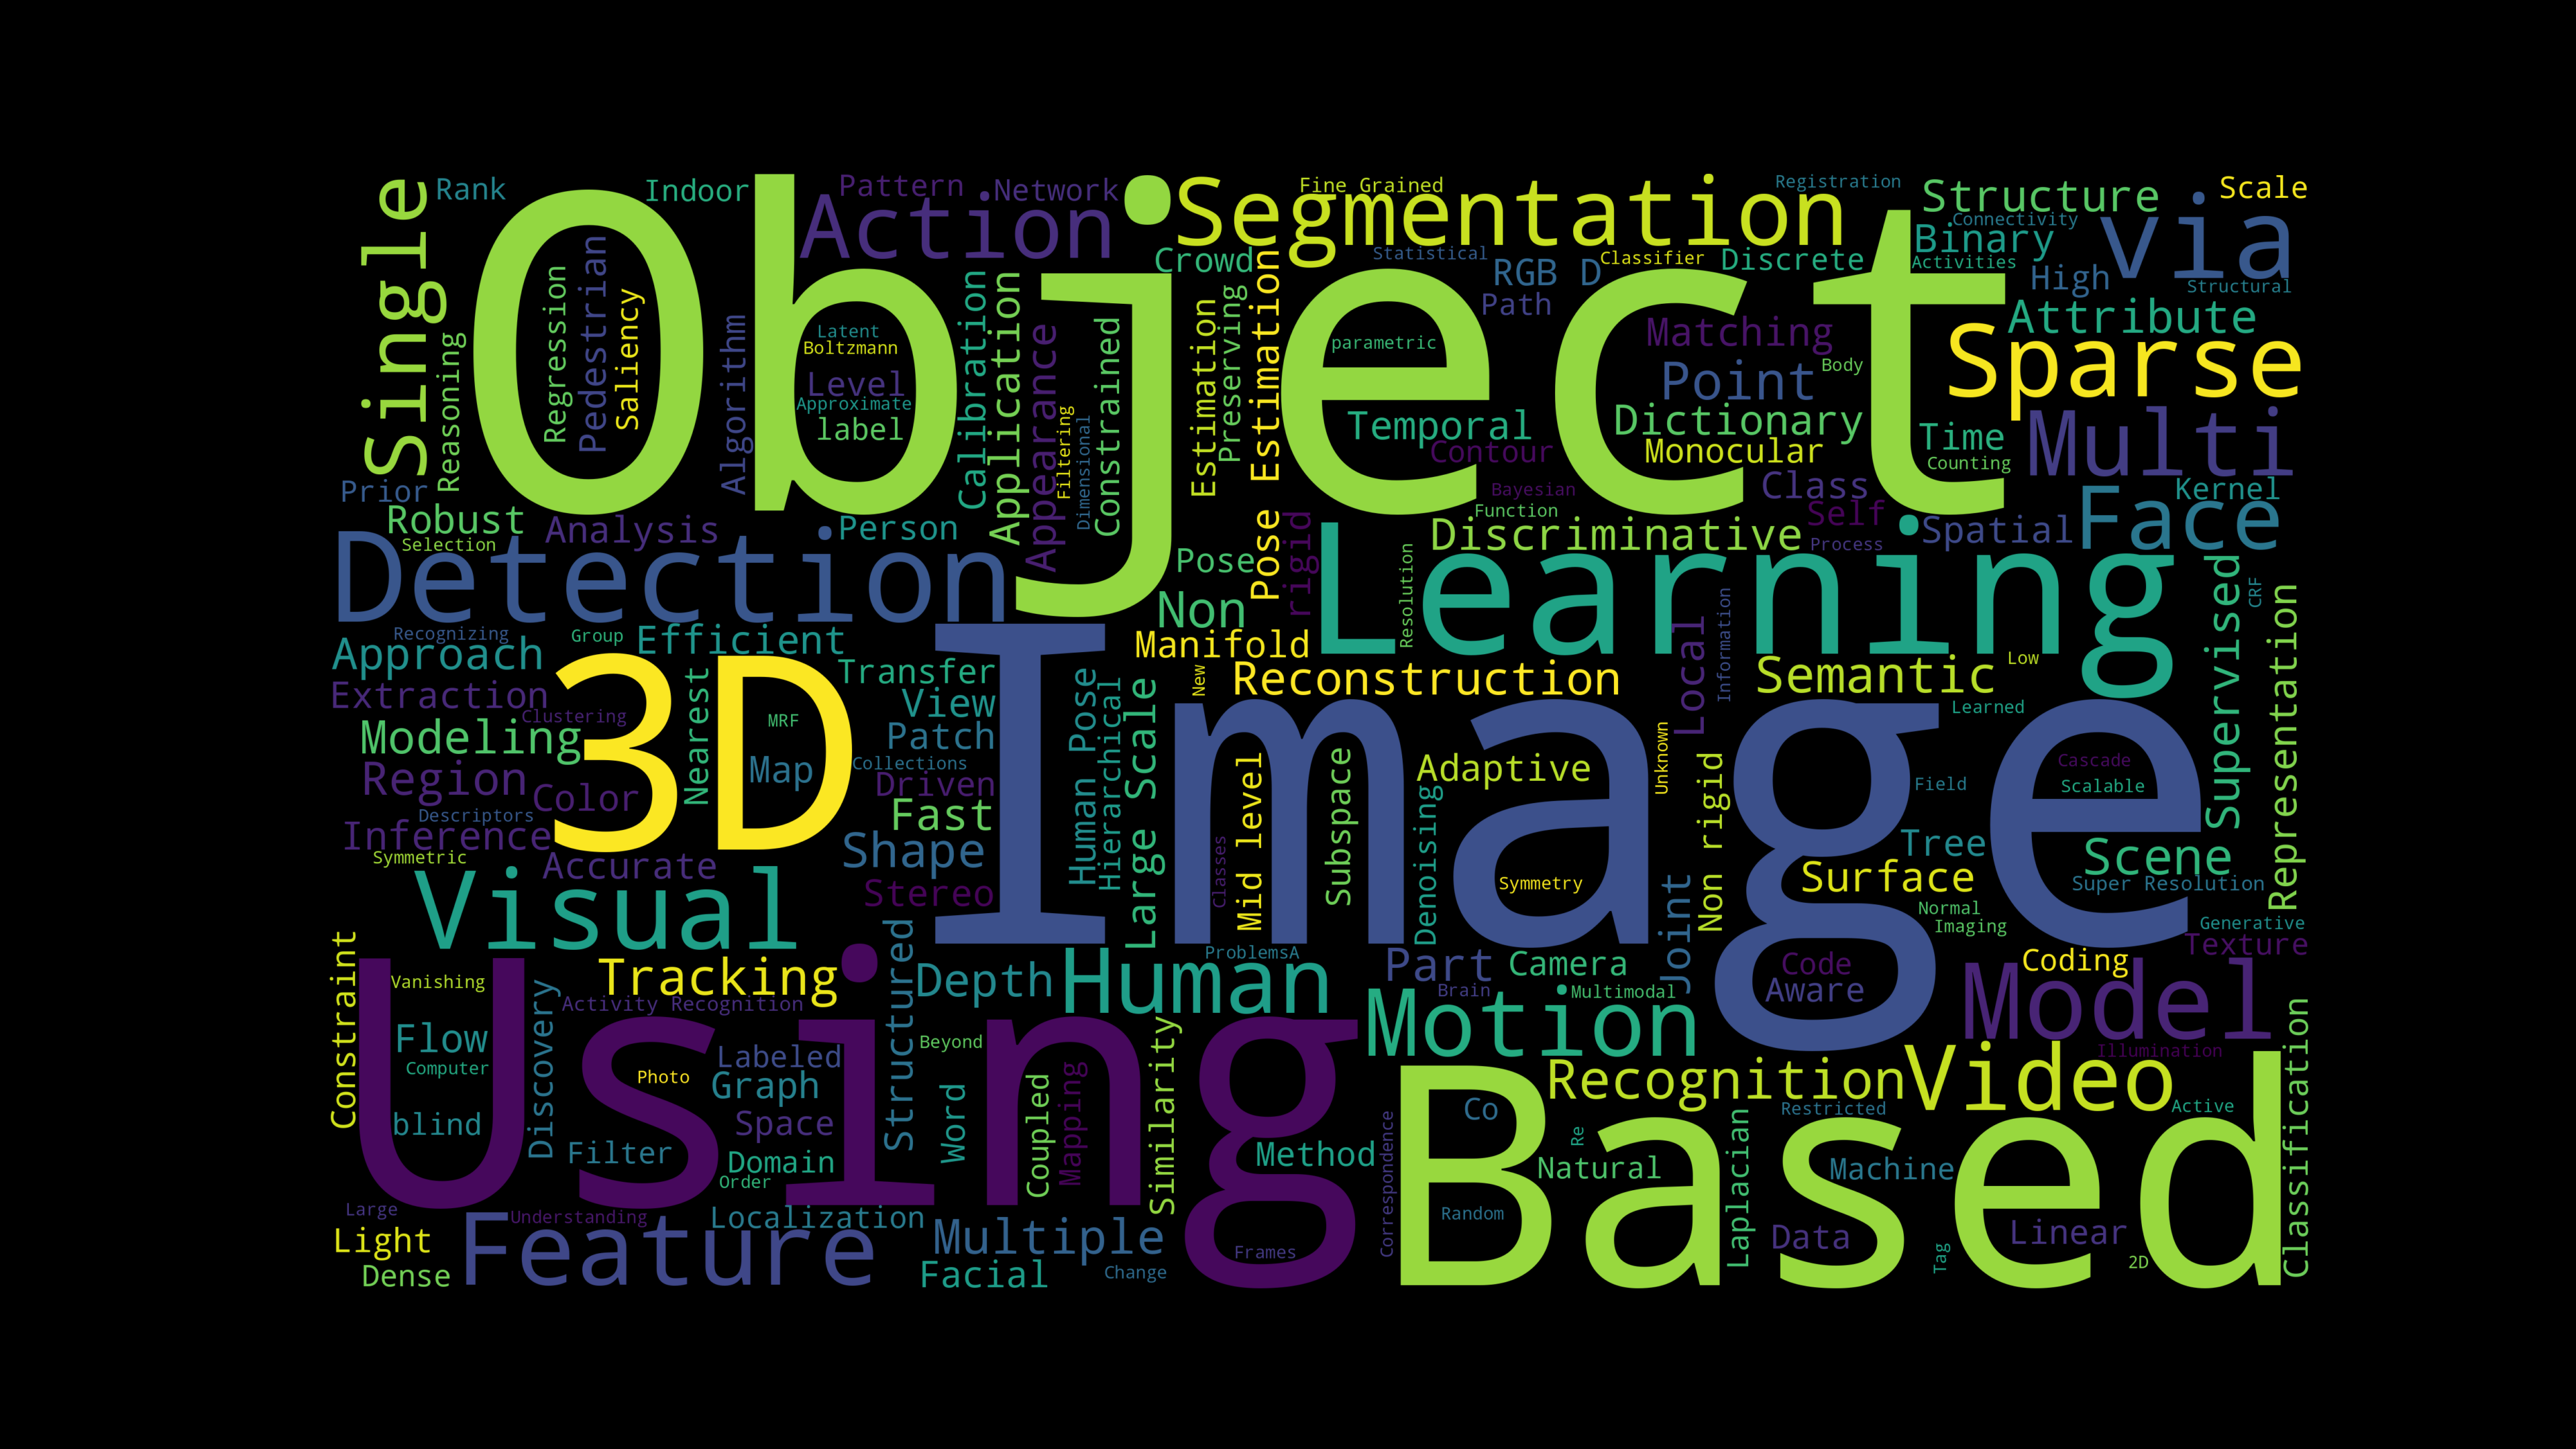 Object
Image
Using
Based
Learning
3D
Detection
Segmentation
Action
Single
Sparse
via
Multi
Face
Visual
Human
Motion
Model
Video
Feature
Recognition
Tracking
Rank
Indoor
Pattern
Network
Fine Grained
Registration
Structure
Scale
Connectivity
Binary
Activities
High
Structural
Attribute
Crowd
Statistical
RGB D
Classifier
Discrete
Path
Regression
Pedestrian
Saliency
Reasoning
Algorithm
Latent
Boltzmann
Level
Approximate
label
Calibration
Application
Appearance
Filtering
Dimensional
Constrained
Estimation
Preserving
Pose Estimation
parametric
Matching
Point
Body
Temporal
Dictionary
Contour
Monocular
Time
Counting
Prior
Robust
Selection
Analysis
Person
Bayesian
Function
Class
Self
Discriminative
Process
Spatial
Kernel
Pose
rigid
Non
Resolution
Supervised
CRF
Representation
Recognizing
Group
Efficient
Approach
Manifold
Transfer
Reconstruction
Local
Information
Semantic
Low
Extraction
Clustering
Nearest
MRF
View
New
Learned
Modeling
Patch
Map
Collections
Human Pose
Hierarchical
Large Scale
Region
Color
Driven
Mid level
Subspace
Adaptive
Unknown
Non rigid
Field
Cascade
Scalable
Descriptors
Inference
Fast
Denoising
Symmetric
Accurate
Shape
Stereo
Classes
Symmetry
Joint
Surface
Tree
Scene
Super Resolution
Normal
Imaging
Generative
Texture
Constraint
Vanishing
Discovery
Activity Recognition
Structured
Depth
ProblemsA
Part
Brain
Camera
Multimodal
Code
Aware
Coding
Flow
Computer
Photo
Labeled
Graph
Beyond
Similarity
Illumination
Classification
blind
Space
Filter
Domain
Order
Word
Coupled
Mapping
Method
Correspondence
Co
Re
Natural
Restricted
Machine
Active
Laplacian
Large
Light
Dense
Understanding
Localization
Multiple
Facial
Change
Frames
Random
Data
Tag
Linear
2D